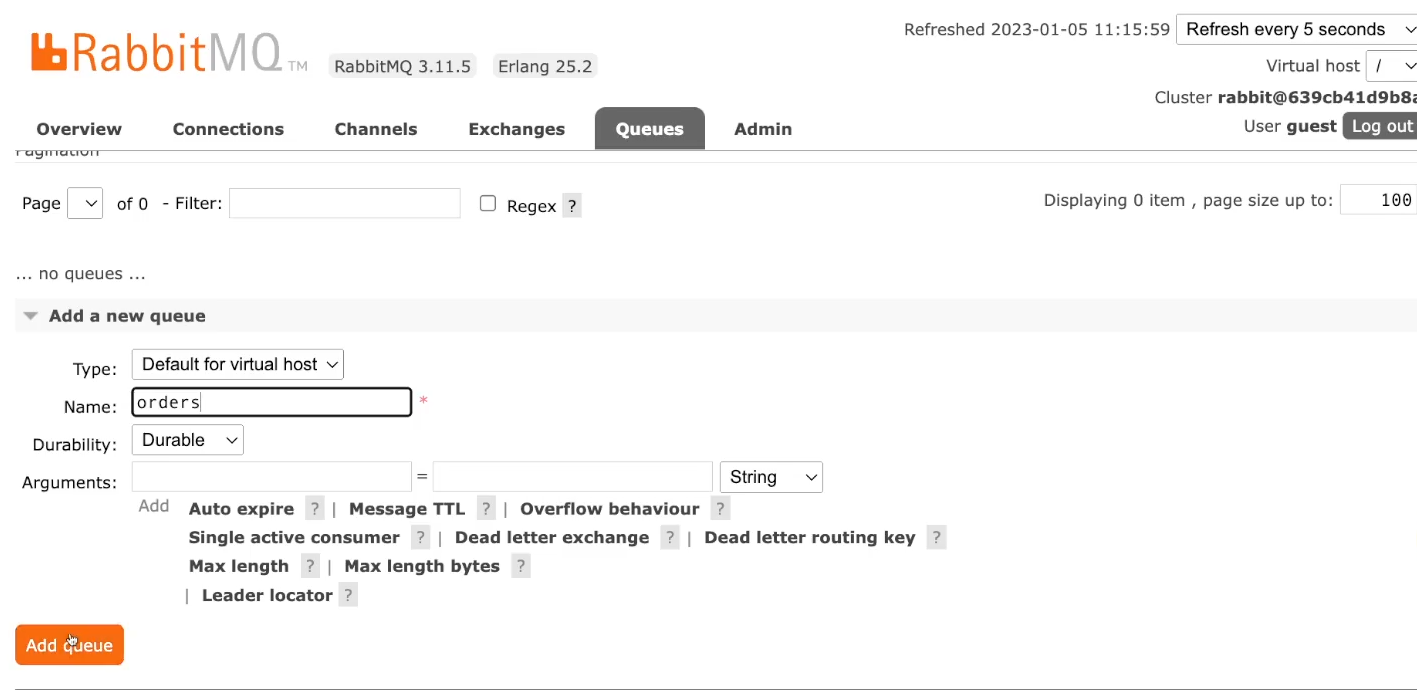 RabbitMQ TM RabbitMQ 3.11.5 Erlang 25.2
Refreshed 2023-01-05 11:15:59 Refresh every 5 seconds
Virtual host /
Cluster rabbit@639cb41d9b8a
User guest Log out
Overview Connections Channels Exchanges Queues Admin
Pagination
Page of 0 - Filter: Regex ? Displaying 0 item , page size up to: 100
... no queues ...
Add a new queue
Type: Default for virtual host
Name: orders *
Durability: Durable
Arguments: = String
Add Auto expire ? | Message TTL ? | Overflow behaviour ?
Single active consumer ? | Dead letter exchange ? | Dead letter routing key ?
Max length ? | Max length bytes ?
| Leader locator ?
Add queue